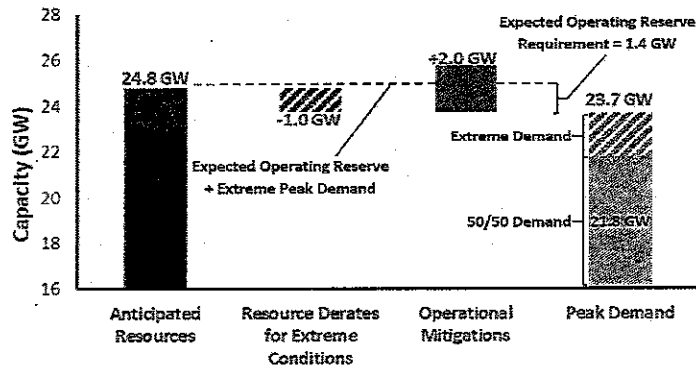 28
26
24
22
20
18
16
Capacity (GW)
24.8 GW
-1.0 GW
+2.0 GW
Expected Operating Reserve
Requirement = 1.4 GW
23.7 GW
Extreme Demand
Expected Operating Reserve
+ Extreme Peak Demand
50/50 Demand
21.8 GW
Anticipated
Resources
Resource Derates
for Extreme
Conditions
Operational
Mitigations
Peak Demand